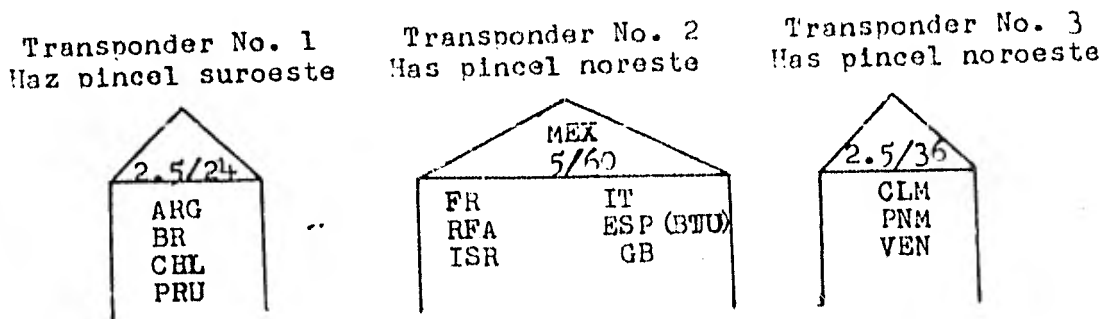 Transponder No. 1
Haz pincel suroeste
2.5/24
ARG
BR
CHL
PRU
Transponder No. 2
Has pincel noreste
MEX
5/60
FR IT
RFA ESP (BTU)
ISR GB
Transponder No. 3
Has pincel noroeste
2.5/36
CLM
PNM
VEN